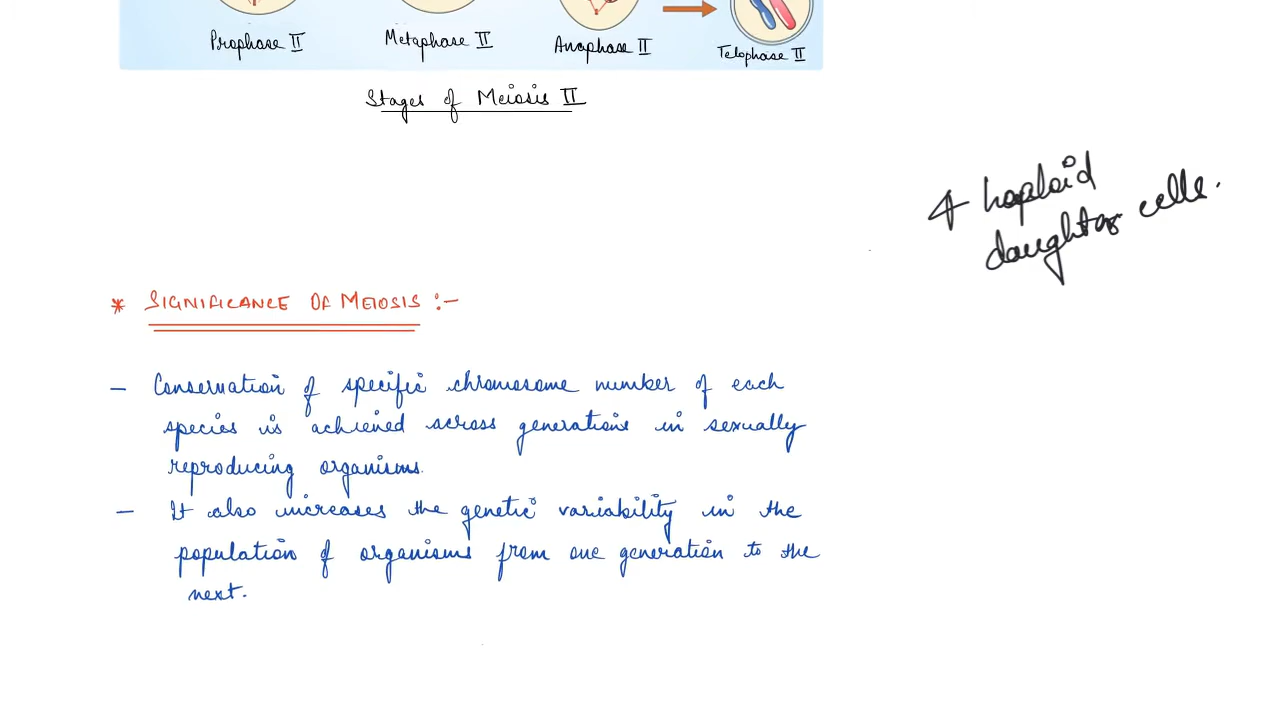 Prophase II Metaphase II Anaphase II Telophase II
Stages of Meiosis II
4 haploid
daughter cells.
* SIGNIFICANCE OF MEIOSIS :-
- Conservation of specific chromosome number of each
species is achieved across generations in sexually
reproducing organisms.
- It also increases the genetic variability in the
population of organisms from one generation to the
next.